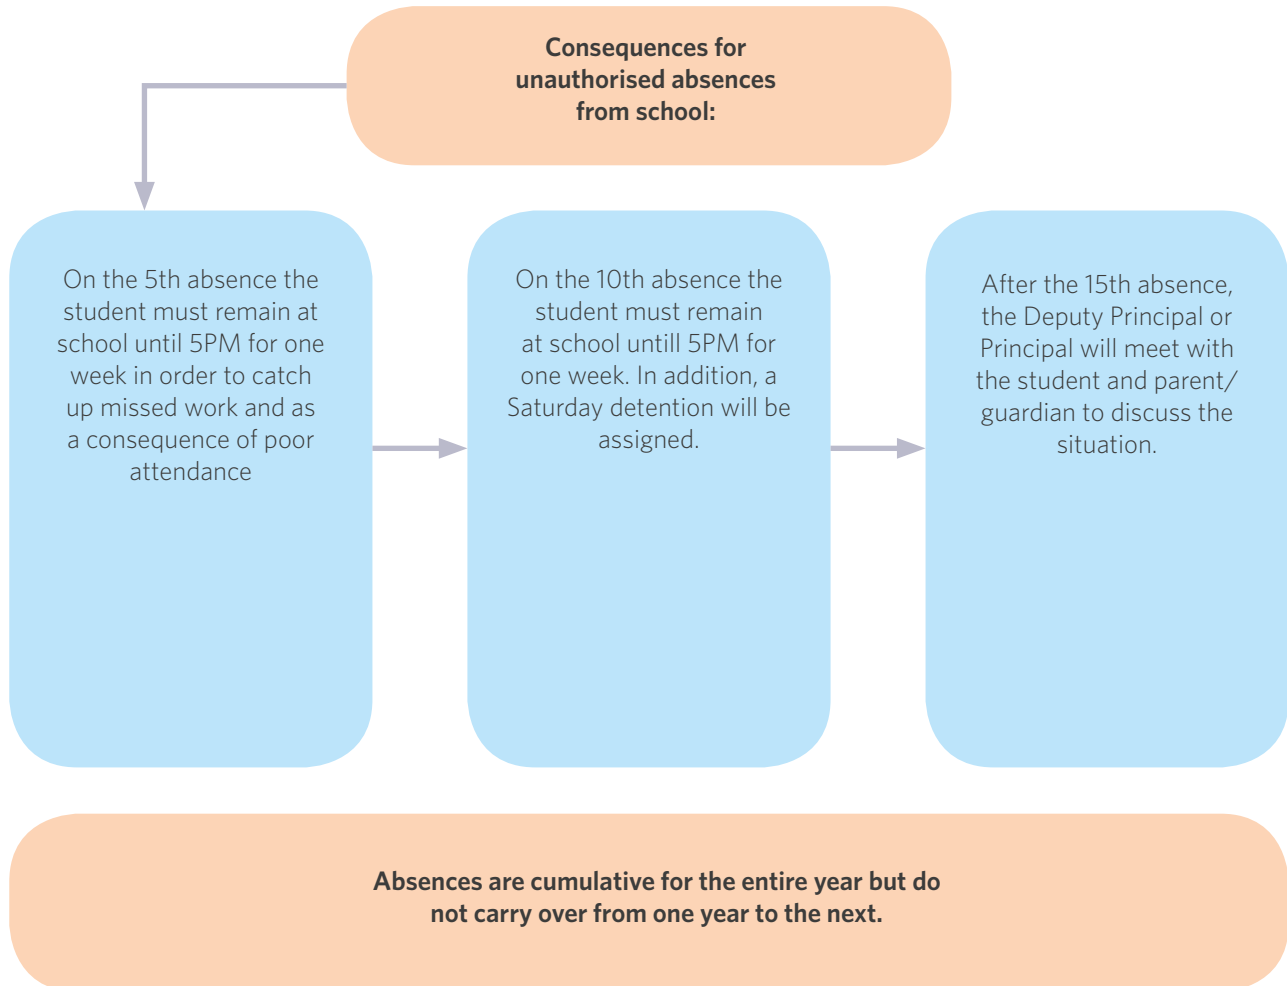 Consequences for
unauthorised absences
from school:
On the 5th absence the
student must remain at
school until 5PM for one
week in order to catch
up missed work and as
a consequence of poor
attendance
On the 10th absence the
student must remain
at school untill 5PM for
one week. In addition, a
Saturday detention will be
assigned.
After the 15th absence,
the Deputy Principal or
Principal will meet with
the student and parent/
guardian to discuss the
situation.
Absences are cumulative for the entire year but do
not carry over from one year to the next.